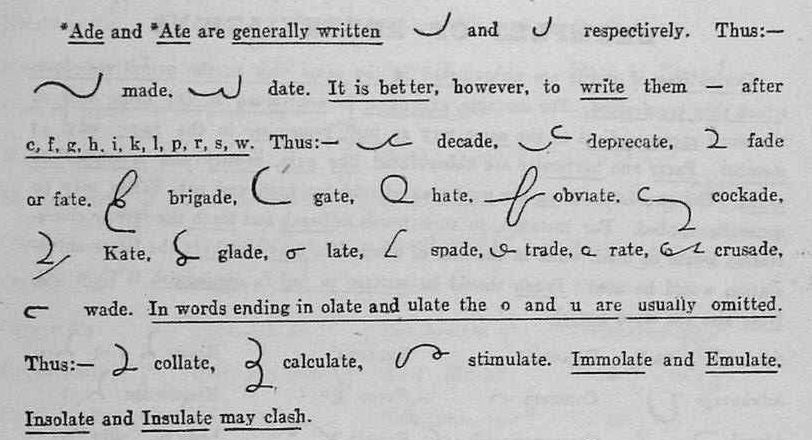 *Ade and *Ate are generally written and respectively. Thus:—
made, date. It is better, however, to write them — after
c, f, g, h, i, k, l, p, r, s, w. Thus:— decade, deprecate, fade
or fate. brigade, gate, hate, obviate, cockade,
Kate, glade, late, spade, trade, rate, crusade,
wade. In words ending in olate and ulate the o and u are usually omitted.
Thus:— collate, calculate, stimulate. Immolate and Emulate,
Insolate and Insulate may clash.